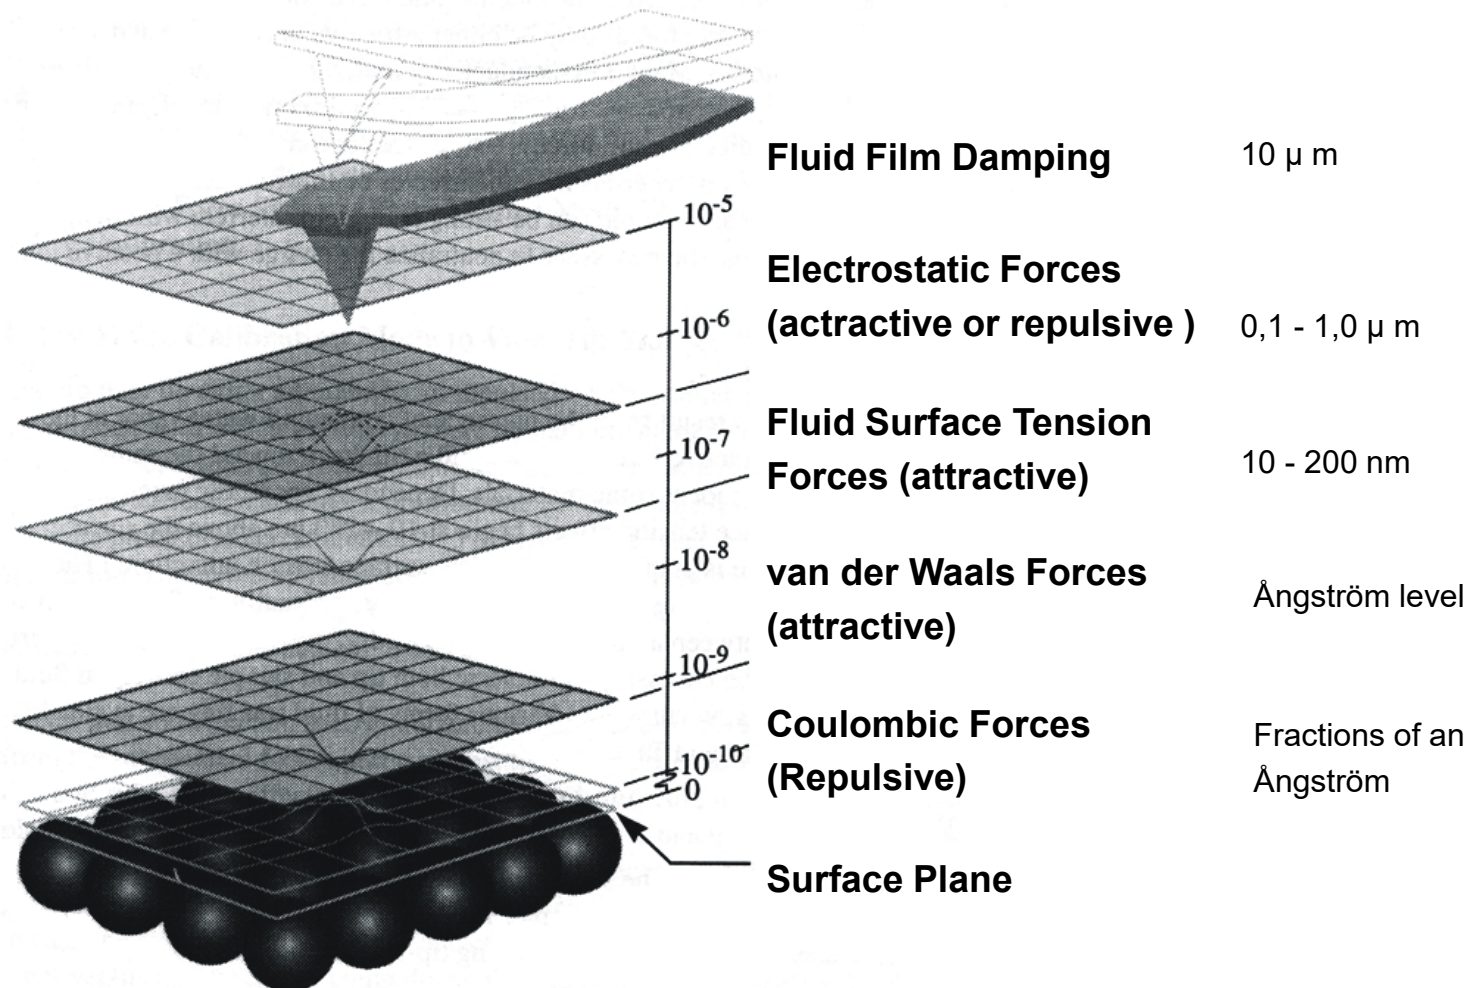 Fluid Film Damping 10 µ m
10-5
Electrostatic Forces
(actractive or repulsive ) 0,1 - 1,0 µ m
10-6
Fluid Surface Tension
Forces (attractive) 10 - 200 nm
10-7
van der Waals Forces
(attractive) Ångström level
10-8
10-9
Coulombic Forces
(Repulsive) Fractions of an
Ångström
10-10
0
Surface Plane